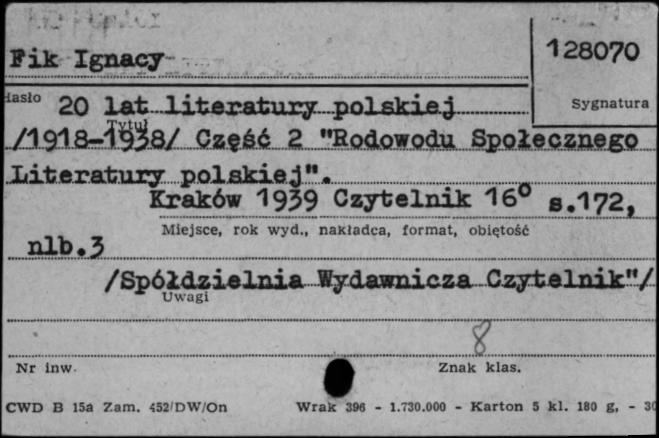 Fik Ignacy
128070
Hasło 20 lat literatury polskiej
Sygnatura
Tytuł
/1918-1938/ Część 2 "Rodowodu Społecznego
Literatury polskiej".
Kraków 1939 Czytelnik 16° s.172,
Miejsce, rok wyd., nakładca, format, objętość
nlb.3
/Spółdzielnia Wydawnicza Czytelnik"/
Uwagi
8
Nr inw.
Znak klas.
CWD B 15a Zam. 452/DW/On Wrak 396 - 1.730.000 - Karton 5 kl. 180 g, - 30